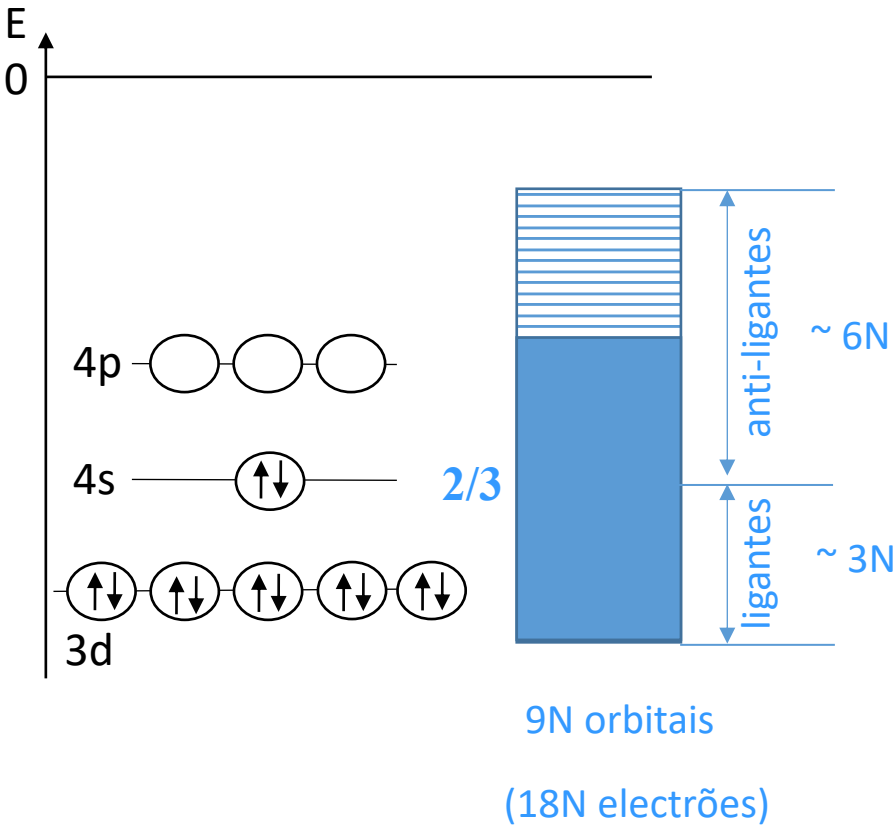 E
0
4p
4s
3d
2/3
anti-ligantes
~ 6N
ligantes
~ 3N
9N orbitais
(18N electrões)